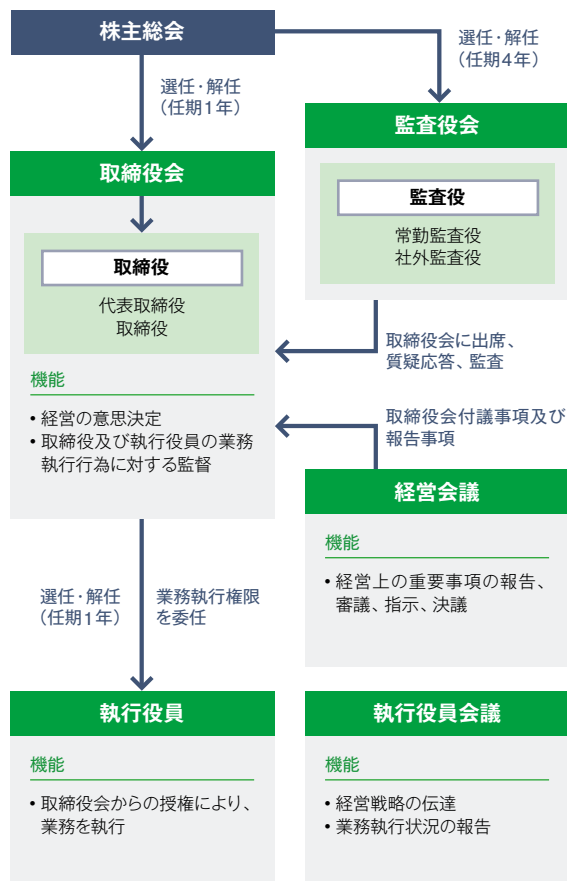 株主総会
選任・解任
（任期4年）
選任・解任
（任期1年）
監査役会
監査役
常勤監査役
社外監査役
取締役会
取締役
代表取締役
取締役
機能
• 経営の意思決定
• 取締役及び執行役員の業務
執行行為に対する監督
取締役会に出席、
質疑応答、監査
取締役会付議事項及び
報告事項
経営会議
機能
• 経営上の重要事項の報告、
審議、指示、決議
選任・解任
（任期1年）
業務執行権限
を委任
執行役員
機能
• 取締役会からの授権により、
業務を執行
執行役員会議
機能
• 経営戦略の伝達
• 業務執行状況の報告